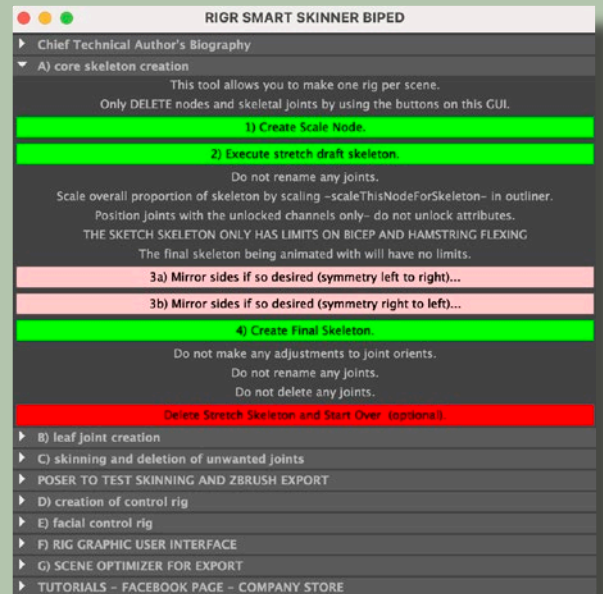 RIGR SMART SKINNER BIPED
Chief Technical Author's Biography
A) core skeleton creation
This tool allows you to make one rig per scene.
Only DELETE nodes and skeletal joints by using the buttons on this GUI.
1) Create Scale Node.
2) Execute stretch draft skeleton.
Do not rename any joints.
Scale overall proportion of skeleton by scaling -scaleThisNodeForSkeleton- in outliner.
Position joints with the unlocked channels only- do not unlock attributes.
THE SKETCH SKELETON ONLY HAS LIMITS ON BICEP AND HAMSTRING FLEXING
The final skeleton being animated with will have no limits.
3a) Mirror sides if so desired (symmetry left to right)...
3b) Mirror sides if so desired (symmetry right to left)...
4) Create Final Skeleton.
Do not make any adjustments to joint orients.
Do not rename any joints.
Do not delete any joints.
Delete Stretch Skeleton and Start Over (optional).
B) leaf joint creation
C) skinning and deletion of unwanted joints
POSER TO TEST SKINNING AND ZBRUSH EXPORT
D) creation of control rig
E) facial control rig
F) RIG GRAPHIC USER INTERFACE
G) SCENE OPTIMIZER FOR EXPORT
TUTORIALS - FACEBOOK PAGE - COMPANY STORE